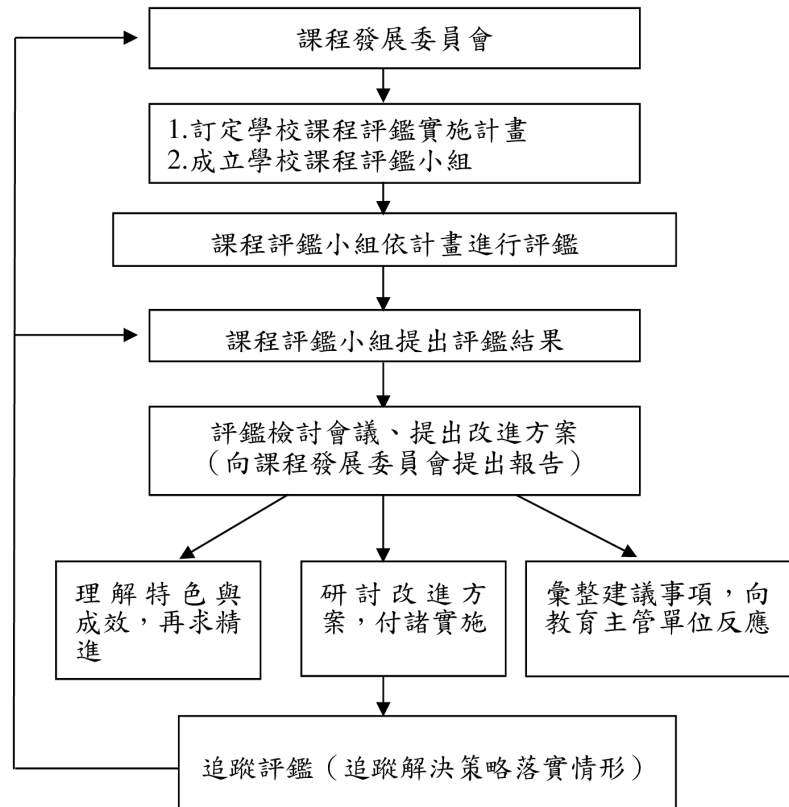 課程發展委員會
1.訂定學校課程評鑑實施計畫
2.成立學校課程評鑑小組
課程評鑑小組依計畫進行評鑑
課程評鑑小組提出評鑑結果
評鑑檢討會議、提出改進方案
（向課程發展委員會提出報告）
理解特色與
成效，再求精
進
研討改進方
案，付諸實施
彙整建議事項，向
教育主管單位反應
追蹤評鑑（追蹤解決策略落實情形）